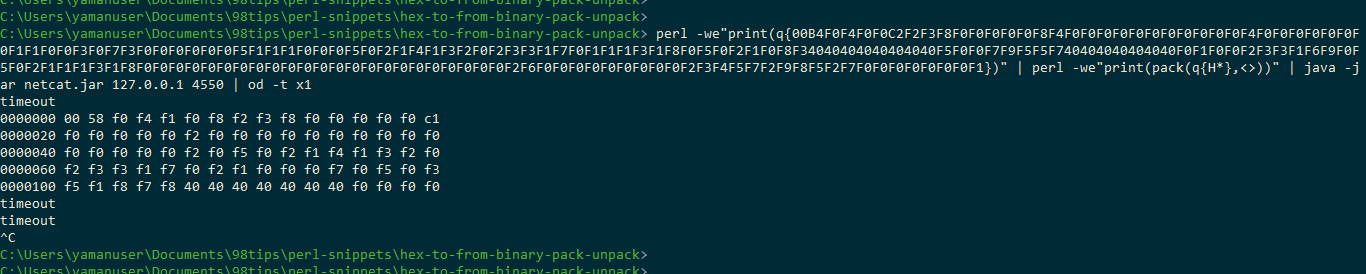 C:\Users\yamanuser\Documents\98tips\perl-snippets\hex-to-from-binary-pack-unpack>
C:\Users\yamanuser\Documents\98tips\perl-snippets\hex-to-from-binary-pack-unpack>
C:\Users\yamanuser\Documents\98tips\perl-snippets\hex-to-from-binary-pack-unpack> perl -we"print(q{00B4F0F4F0F0C2F2F3F8F0F0F0F0F0F8F4F0F0F0F0F0F0F0F0F0F0F0F4F0F0F0F0F0F0
0F1F1F0F0F3F0F7F3F0F0F0F0F0F0F5F1F1F1F0F0F0F5F0F2F1F4F1F3F2F0F2F3F3F1F7F0F1F1F1F3F1F8F0F5F0F2F1F0F8F34040404040404040F5F0F0F7F9F5F5F740404040404040F0F1F0F0F2F3F3F1F6F9F0F
5F0F2F1F1F1F3F1F8F0F0F0F0F0F0F0F0F0F0F0F0F0F0F0F0F0F0F0F0F0F0F0F2F6F0F0F0F0F0F0F0F0F0F2F3F4F5F7F2F9F8F5F2F7F0F0F0F0F0F0F1})" | perl -we"print(pack(q{H*},<>))" | java -j
ar netcat.jar 127.0.0.1 4550 | od -t x1
timeout
0000000 00 58 f0 f4 f1 f0 f8 f2 f3 f8 f0 f0 f0 f0 f0 c1
0000020 f0 f0 f0 f0 f0 f2 f0 f0 f0 f0 f0 f0 f0 f0 f0 f0
0000040 f0 f0 f0 f0 f0 f2 f0 f5 f0 f2 f1 f4 f1 f3 f2 f0
0000060 f2 f3 f3 f1 f7 f0 f2 f1 f0 f0 f0 f7 f0 f5 f0 f3
0000100 f5 f1 f8 f7 f8 40 40 40 40 40 40 40 f0 f0 f0 f0
timeout
timeout
^C
C:\Users\yamanuser\Documents\98tips\perl-snippets\hex-to-from-binary-pack-unpack>
C:\Users\yamanuser\Documents\98tips\perl-snippets\hex-to-from-binary-pack-unpack>